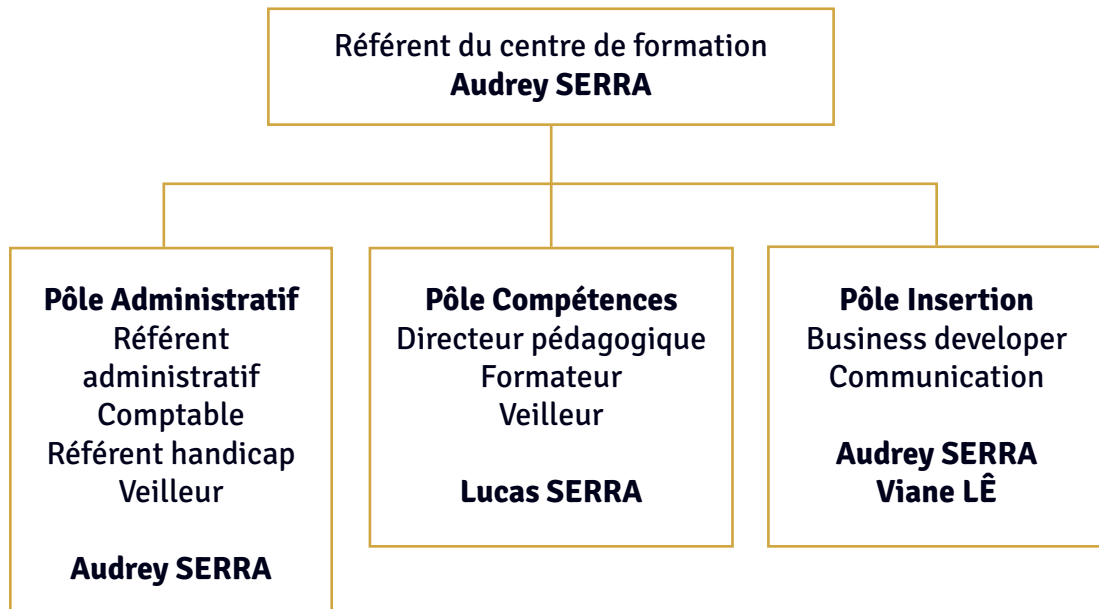 Référent du centre de formation
Audrey SERRA
Pôle Administratif
Référent
administratif
Comptable
Référent handicap
Veilleur
Audrey SERRA
Pôle Compétences
Directeur pédagogique
Formateur
Veilleur
Lucas SERRA
Pôle Insertion
Business developer
Communication
Audrey SERRA
Viane LÊ